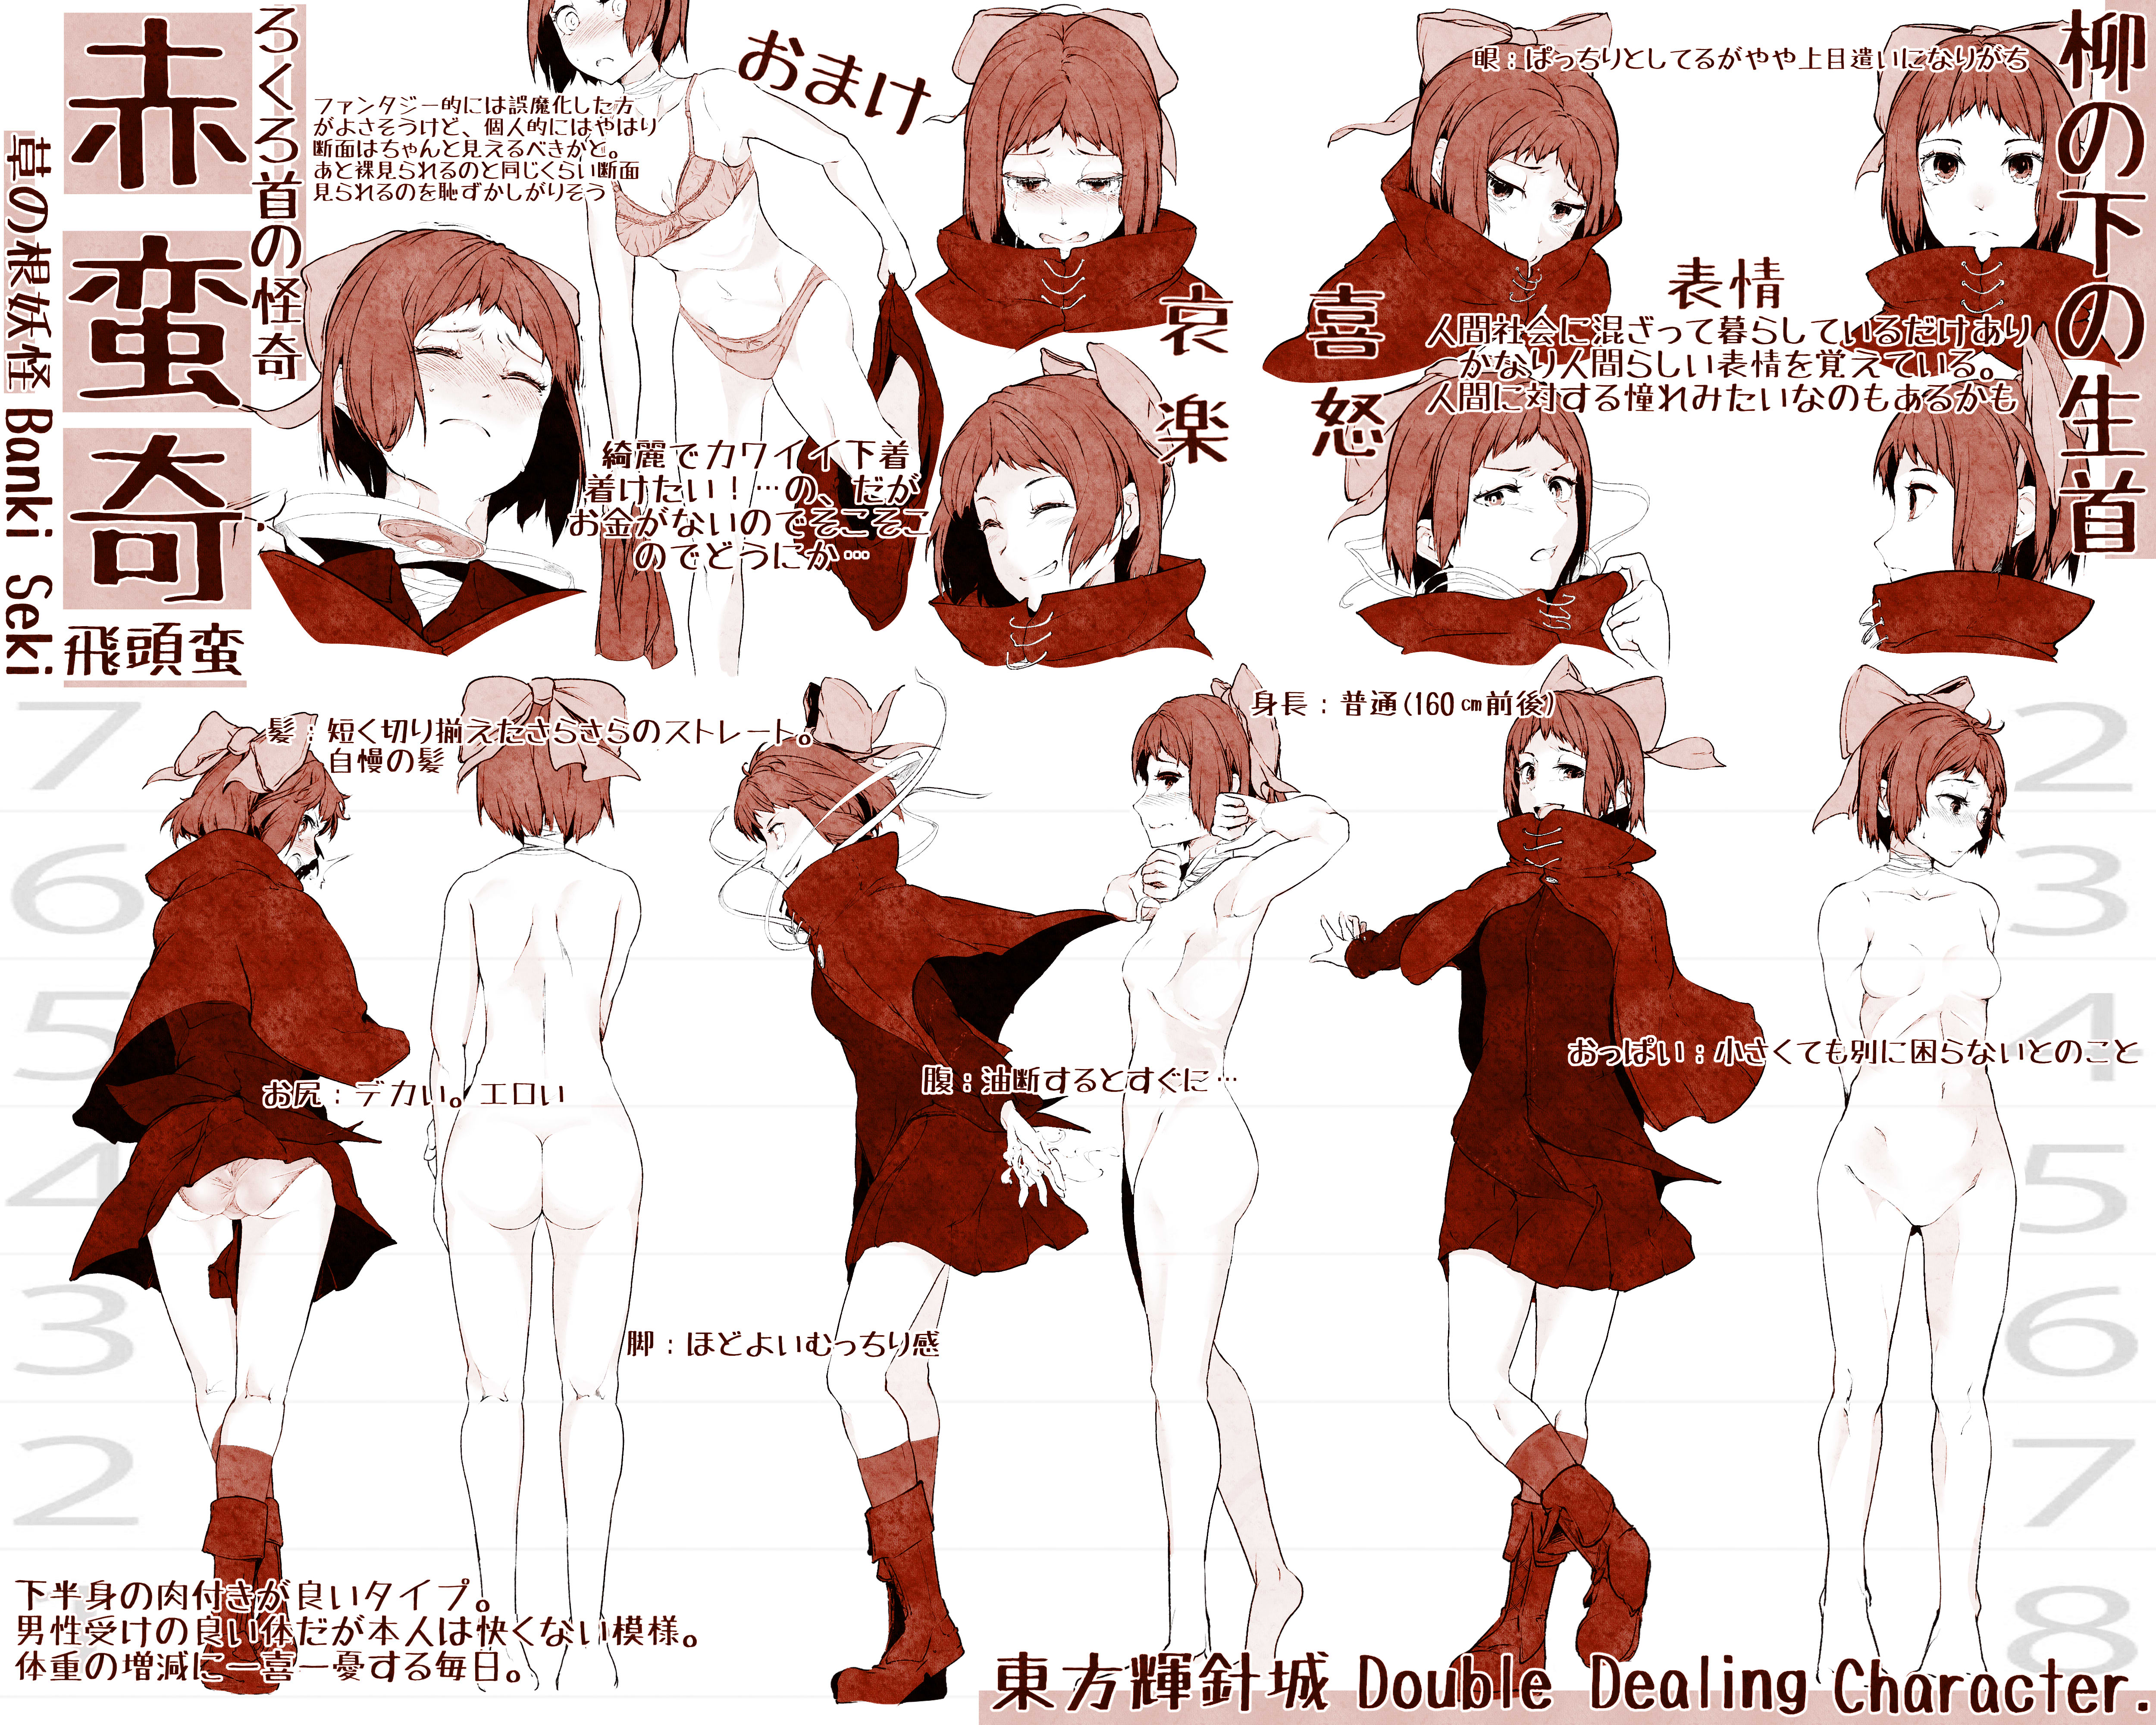 柳の下の生首
ろくろ首の怪奇
赤蛮奇
草の根妖怪 Banki Seki
飛頭蛮
ファンタジー的には誤魔化した方
がよさそうけど、個人的にはやはり
断面はちゃんと見えるべきかと。
あと裸見られるのと同じくらい断面
見られるのを恥ずかしがりそう
おまけ
綺麗でカワイイ下着
着けたい!…の、だが
お金がないのでそこそこ
のでどうにか…
眼:ぱっちりとしてるがやや上目遣いになりがち
表情
人間社会に混ざって暮らしているだけあり
かなり人間らしい表情を覚えている。
人間に対する憧れみたいなのもあるかも
喜
怒
哀
楽
髪:短く切り揃えたさらさらのストレート。
自慢の髪
身長:普通(160㎝前後)
おっぱい:小さくても別に困らないとのこと
腹:油断するとすぐに…
お尻:デカい。エロい
脚:ほどよいむっちり感
7
6
5
4
3
2
2
3
4
5
6
7
8
下半身の肉付きが良いタイプ。
男性受けの良い体だが本人は快くない模様。
体重の増減に一喜一憂する毎日。
東方輝針城 Double Dealing Character.